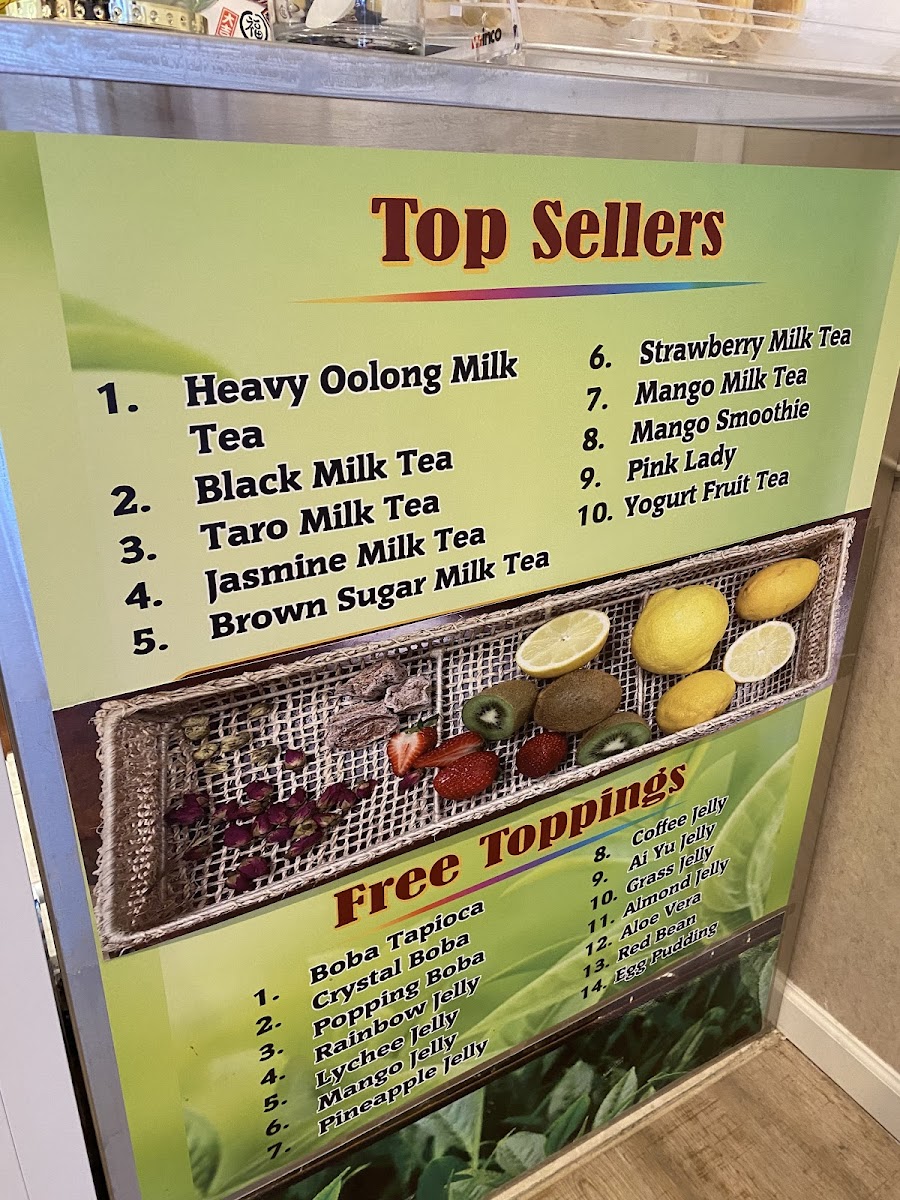 Winco
Top Sellers
1. Heavy Oolong Milk
Tea
2. Black Milk Tea
3. Taro Milk Tea
4. Jasmine Milk Tea
5. Brown Sugar Milk Tea
6. Strawberry Milk Tea
7. Mango Milk Tea
8. Mango Smoothie
9. Pink Lady
10. Yogurt Fruit Tea
Free Toppings
1. Boba Tapioca
2. Crystal Boba
3. Popping Boba
4. Rainbow Jelly
5. Lychee Jelly
6. Mango Jelly
7. Pineapple Jelly
8. Coffee Jelly
9. Ai Yu Jelly
10. Grass Jelly
11. Almond Jelly
12. Aloe Vera
13. Red Bean
14. Egg Pudding